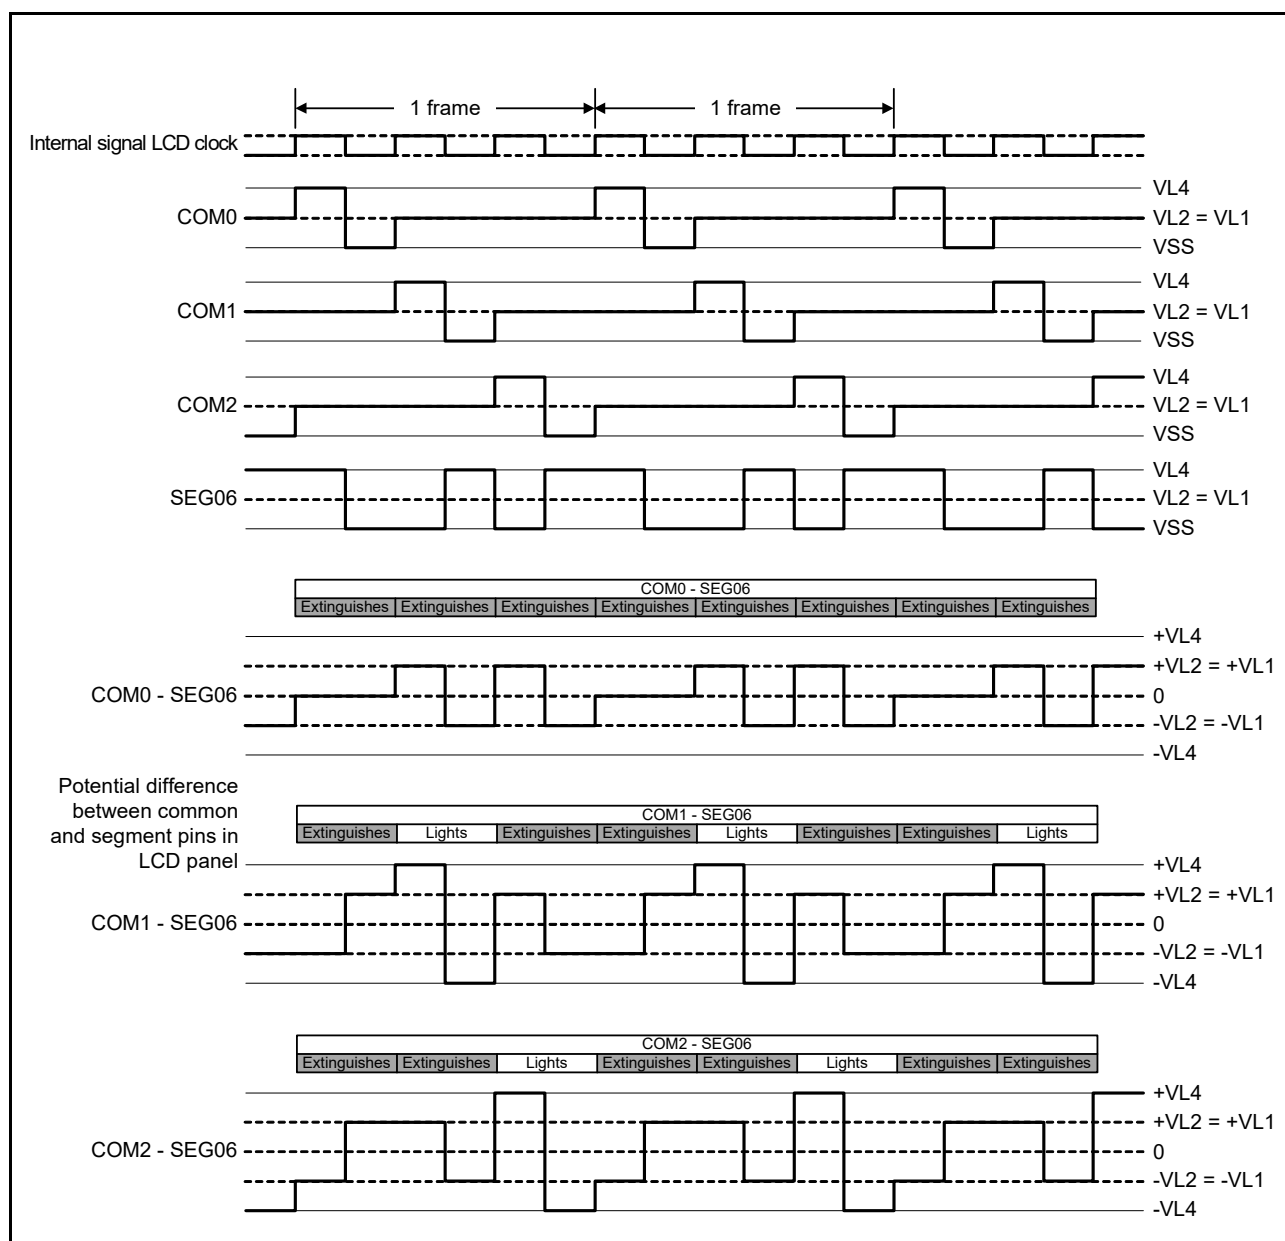 1 frame
1 frame
Internal signal LCD clock
VL4
COM0
VL2 = VL1
VSS
VL4
COM1
VL2 = VL1
VSS
VL4
COM2
VL2 = VL1
VSS
VL4
SEG06
VL2 = VL1
VSS
COM0 - SEG06
Extinguishes Extinguishes Extinguishes Extinguishes Extinguishes Extinguishes Extinguishes Extinguishes
+VL4
+VL2 = +VL1
COM0 - SEG06
0
-VL2 = -VL1
-VL4
Potential difference
between common
and segment pins in
LCD panel
COM1 - SEG06
Extinguishes Lights Extinguishes Extinguishes Lights Extinguishes Extinguishes Lights
+VL4
+VL2 = +VL1
COM1 - SEG06
0
-VL2 = -VL1
-VL4
COM2 - SEG06
Extinguishes Extinguishes Lights Extinguishes Extinguishes Lights Extinguishes Extinguishes
+VL4
+VL2 = +VL1
COM2 - SEG06
0
-VL2 = -VL1
-VL4